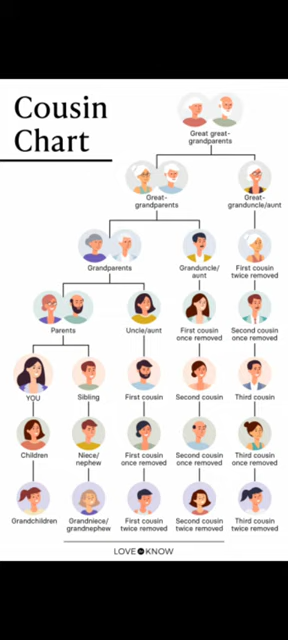 Cousin
Chart
Great great-
grandparents
Great-
grandparents
Great-
granduncle/aunt
Grandparents
Granduncle/
aunt
First cousin
twice removed
Parents
Uncle/aunt
First cousin
once removed
Second cousin
once removed
YOU
Sibling
First cousin
Second cousin
Third cousin
Children
Niece/
nephew
First cousin
once removed
Second cousin
once removed
Third cousin
once removed
Grandchildren
Grandniece/
grandnephew
First cousin
twice removed
Second cousin
twice removed
Third cousin
twice removed
LOVE TO KNOW